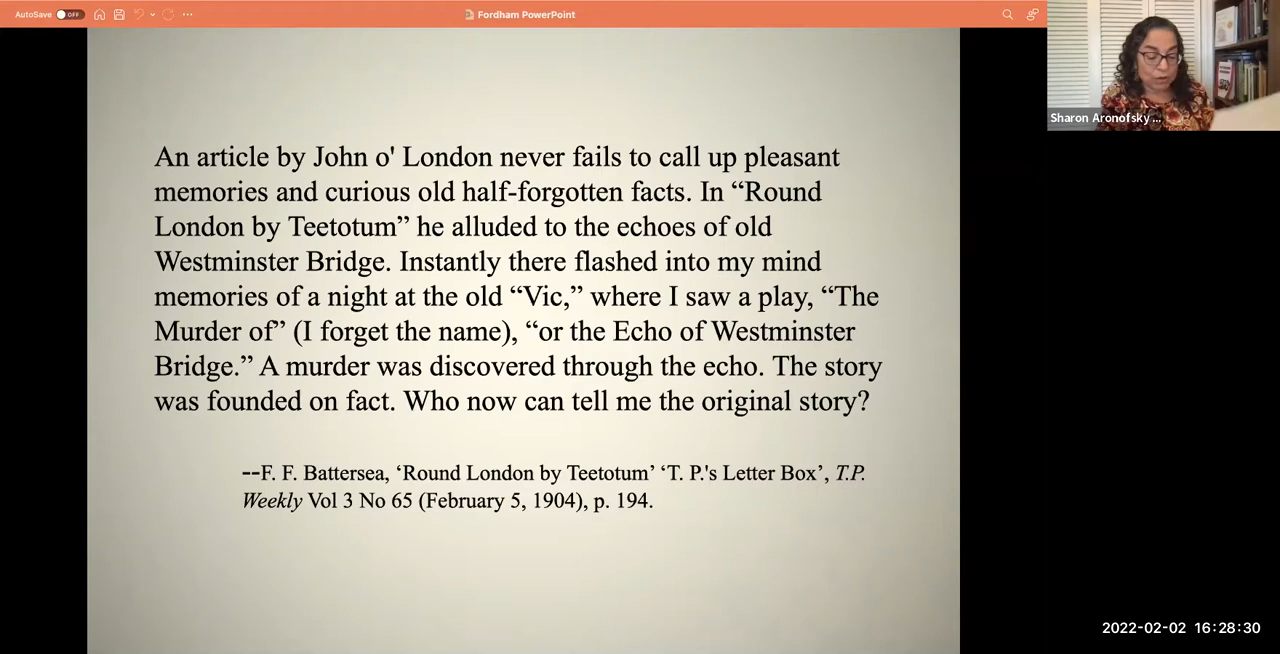 AutoSave OFF
Fordham PowerPoint
Sharon Aronofsky ...
An article by John o' London never fails to call up pleasant
memories and curious old half-forgotten facts. In “Round
London by Teetotum” he alluded to the echoes of old
Westminster Bridge. Instantly there flashed into my mind
memories of a night at the old “Vic,” where I saw a play, “The
Murder of” (I forget the name), “or the Echo of Westminster
Bridge.” A murder was discovered through the echo. The story
was founded on fact. Who now can tell me the original story?
--F. F. Battersea, ‘Round London by Teetotum’ ‘T. P.'s Letter Box’, T.P.
Weekly Vol 3 No 65 (February 5, 1904), p. 194.
2022-02-02 16:28:30